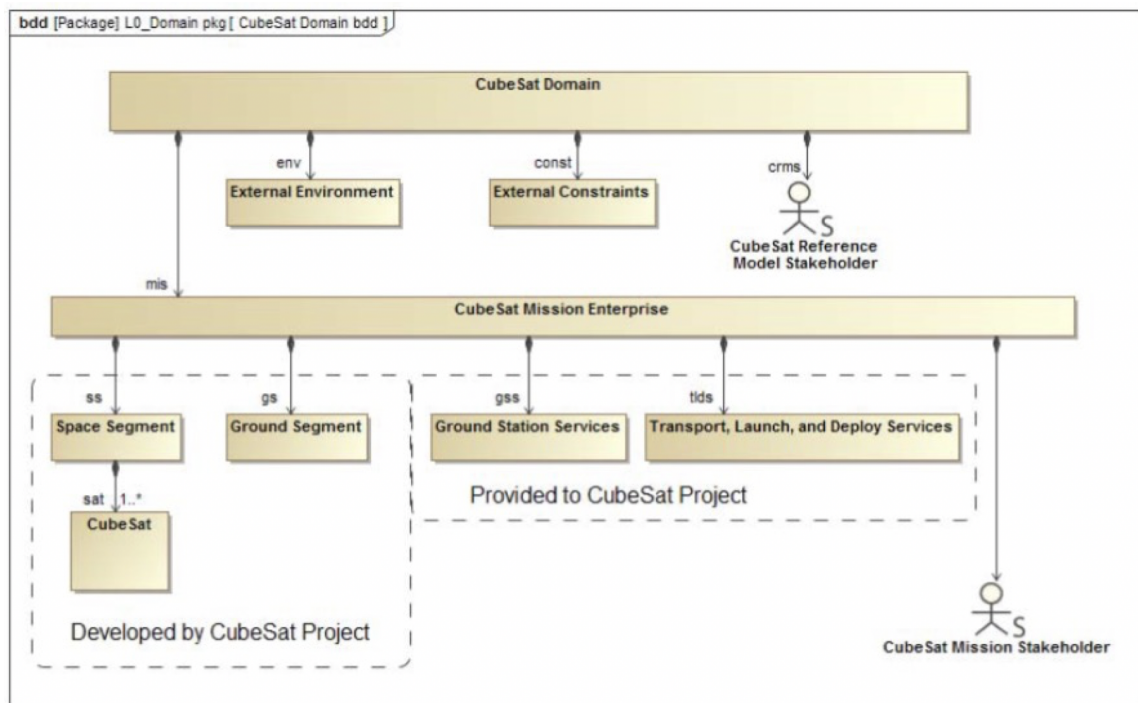 bdd [Package] L0_Domain pkg [ CubeSat Domain bdd ]
CubeSat Domain
env
const
crms
External Environment
External Constraints
S
CubeSat Reference
Model Stakeholder
mis
CubeSat Mission Enterprise
ss
gs
gss
tlds
Space Segment
Ground Segment
Ground Station Services
Transport, Launch, and Deploy Services
sat 1..*
Provided to CubeSat Project
CubeSat
Developed by CubeSat Project
S
CubeSat Mission Stakeholder